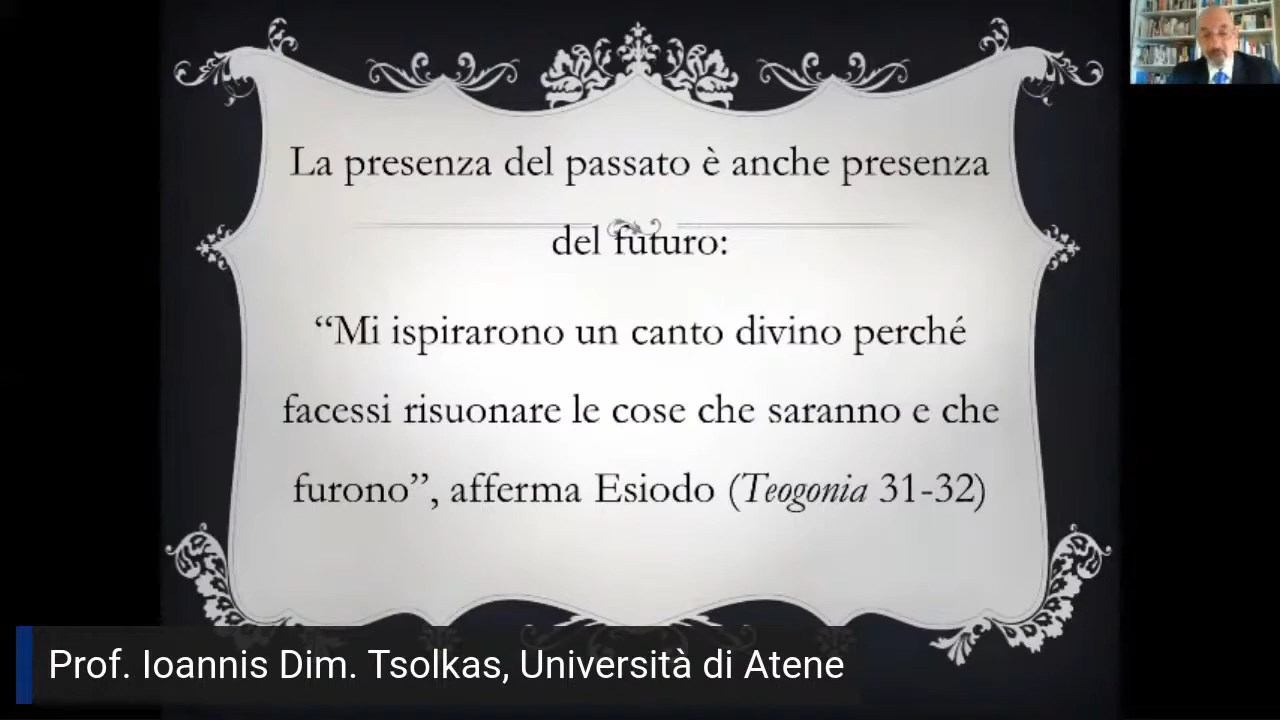 La presenza del passato è anche presenza
del futuro:
“Mi ispirarono un canto divino perché
facessi risuonare le cose che saranno e che
furono”, afferma Esiodo (Teogonia 31-32)
Prof. Ioannis Dim. Tsolkas, Università di Atene